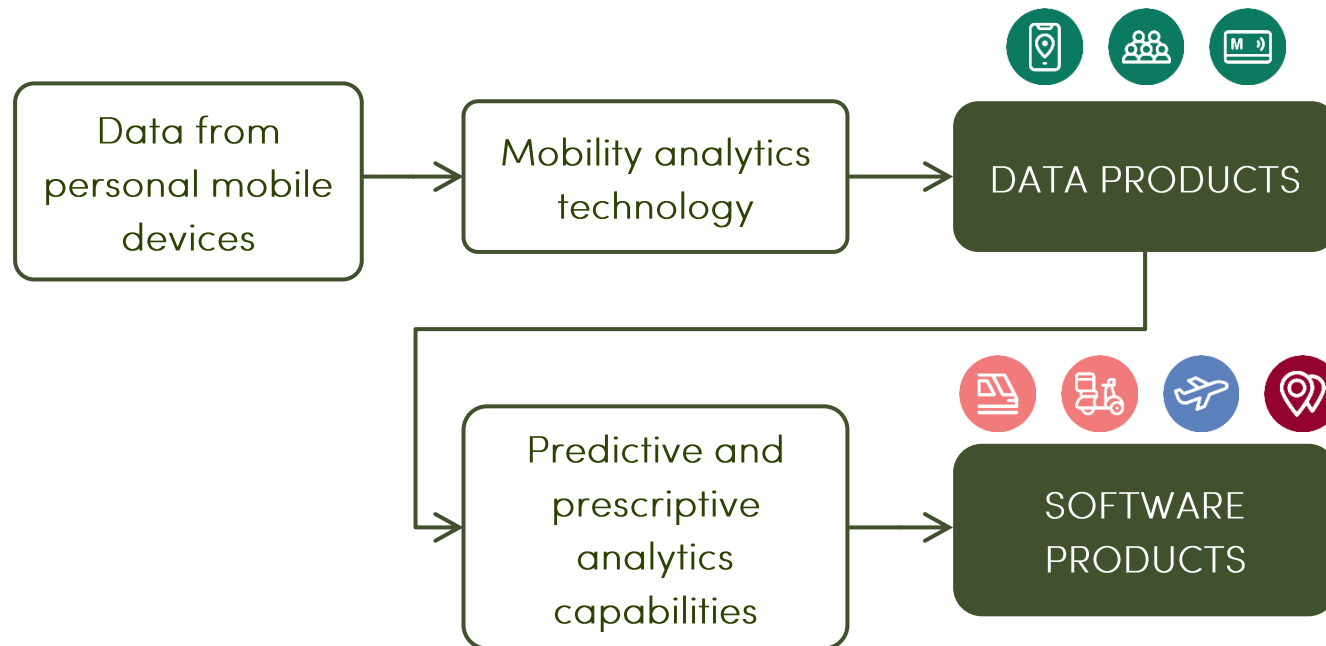 Data from
personal mobile
devices
Mobility analytics
technology
M
DATA PRODUCTS
Predictive and
prescriptive
analytics
capabilities
SOFTWARE
PRODUCTS